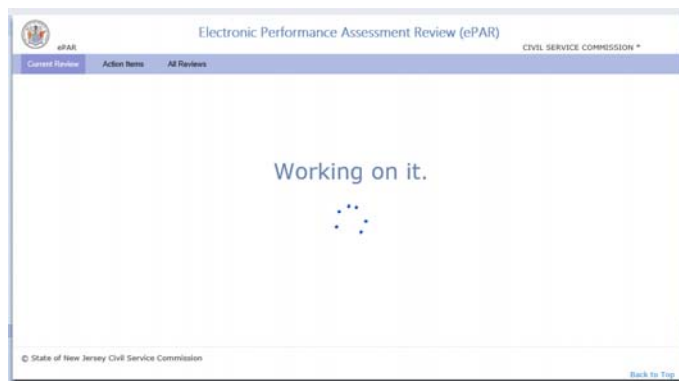 Electronic Performance Assessment Review (ePAR)
ePAR
CIVIL SERVICE COMMISSION *
Current Review Action Items All Reviews
Working on it.
© State of New Jersey Civil Service Commission
Back to Top